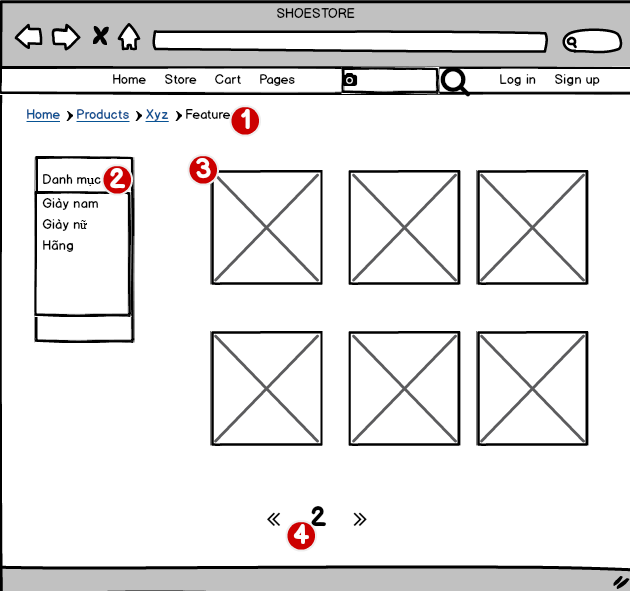 SHOESTORE
Home Store Cart Pages Log in Sign up
Home Products Xyz Feature 1
Danh mục 2
Giày nam
Giày nữ
Hãng
3
2
4